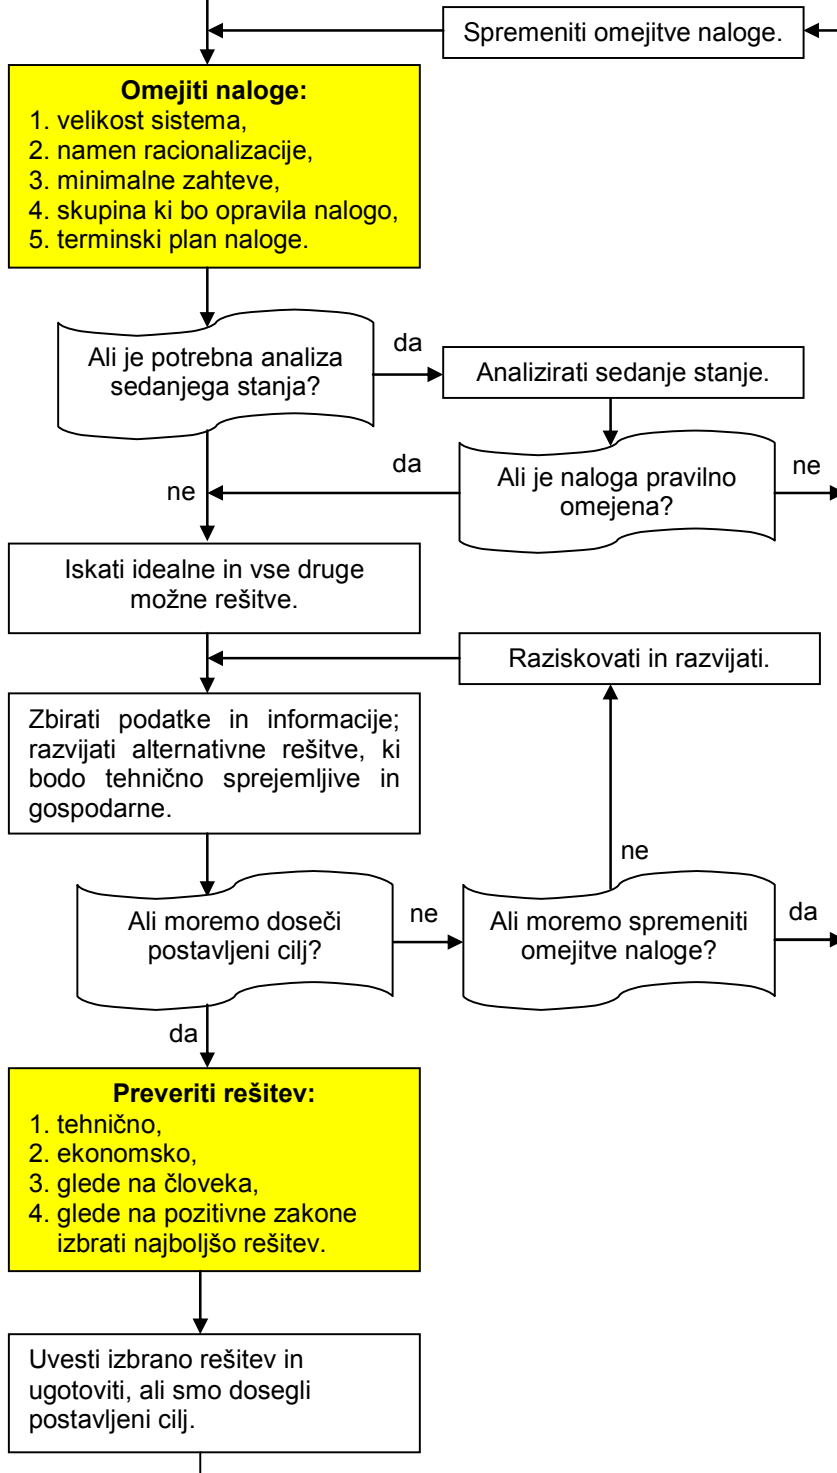 Spremeniti omejitve naloge.
Omejiti naloge:
1. velikost sistema,
2. namen racionalizacije,
3. minimalne zahteve,
4. skupina ki bo opravila nalogo,
5. terminski plan naloge.
Ali je potrebna analiza
sedanjega stanja?
da
Analizirati sedanje stanje.
ne
da
Ali je naloga pravilno
omejena?
ne
Iskati idealne in vse druge
možne rešitve.
Raziskovati in razvijati.
Zbirati podatke in informacije;
razvijati alternativne rešitve, ki
bodo tehnično sprejemljive in
gospodarne.
ne
Ali moremo doseči
postavljeni cilj?
ne
Ali moremo spremeniti
omejitve naloge?
da
da
Preveriti rešitev:
1. tehnično,
2. ekonomsko,
3. glede na človeka,
4. glede na pozitivne zakone
izbrati najboljšo rešitev.
Uvesti izbrano rešitev in
ugotoviti, ali smo dosegli
postavljeni cilj.